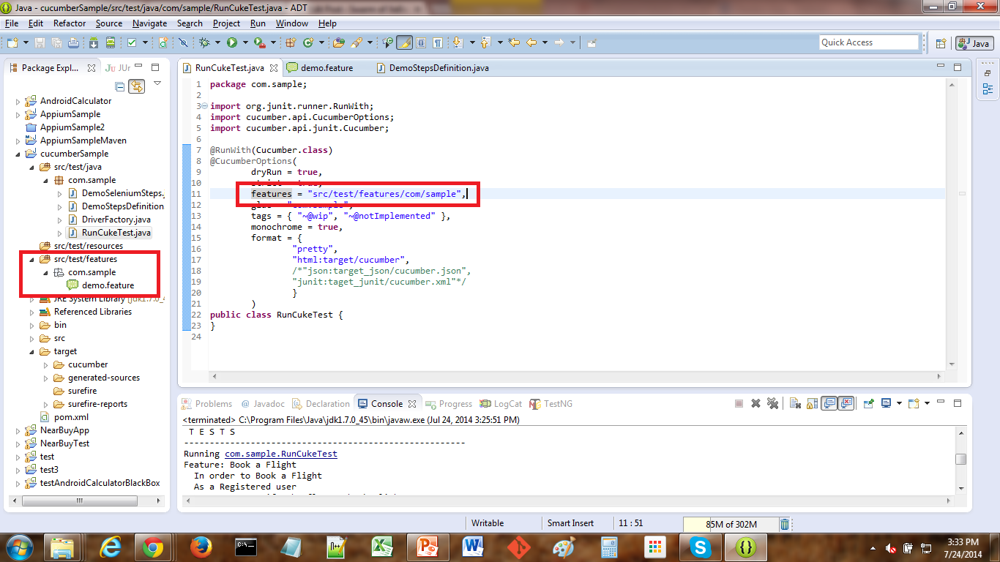 Java - cucumberSample/src/test/java/com/sample/RunCukeTest.java - ADT
File Edit Refactor Source Navigate Search Project Run Window Help
Quick Access
Java
Package Expl...
JUr
RunCukeTest.java
demo.feature
DemoStepsDefinition.java
AndroidCalculator
AppiumSample
AppiumSample2
AppiumSampleMaven
cucumberSample
src/test/java
com.sample
DemoSeleniumSteps.
DemoStepsDefinition
DriverFactory.java
RunCukeTest.java
src/test/resources
src/test/features
com.sample
demo.feature
JRE System Library [jdk1.7.0_4
Referenced Libraries
bin
src
target
cucumber
generated-sources
surefire
surefire-reports
pom.xml
NearBuyApp
NearBuyTest
test
test3
testAndroidCalculatorBlackBox
1 package com.sample;
2
3 import org.junit.runner.RunWith;
4 import cucumber.api.CucumberOptions;
5 import cucumber.api.junit.Cucumber;
6
7 @RunWith(Cucumber.class)
8 @CucumberOptions(
9 dryRun = true,
10 strict = true,
11 features = "src/test/features/com/sample",
12 glue = "com.sample",
13 tags = { "~@wip", "~@notImplemented" },
14 monochrome = true,
15 format = {
16 "pretty",
17 "html:target/cucumber",
18 /*"json:target_json/cucumber.json",
19 "junit:taget_junit/cucumber.xml"*/
20 }
21 )
22 public class RunCukeTest {
23 }
24
Problems @ Javadoc Declaration Console Progress LogCat TestNG
<terminated> C:\Program Files\Java\jdk1.7.0_45\bin\javaw.exe (Jul 24, 2014 3:25:51 PM)
T E S T S
-------------------------------------------------------
Running com.sample.RunCukeTest
Feature: Book a Flight
In order to Book a Flight
As a Registered user
Writable
Smart Insert
11 : 51
85M of 302M
3:33 PM
7/24/2014